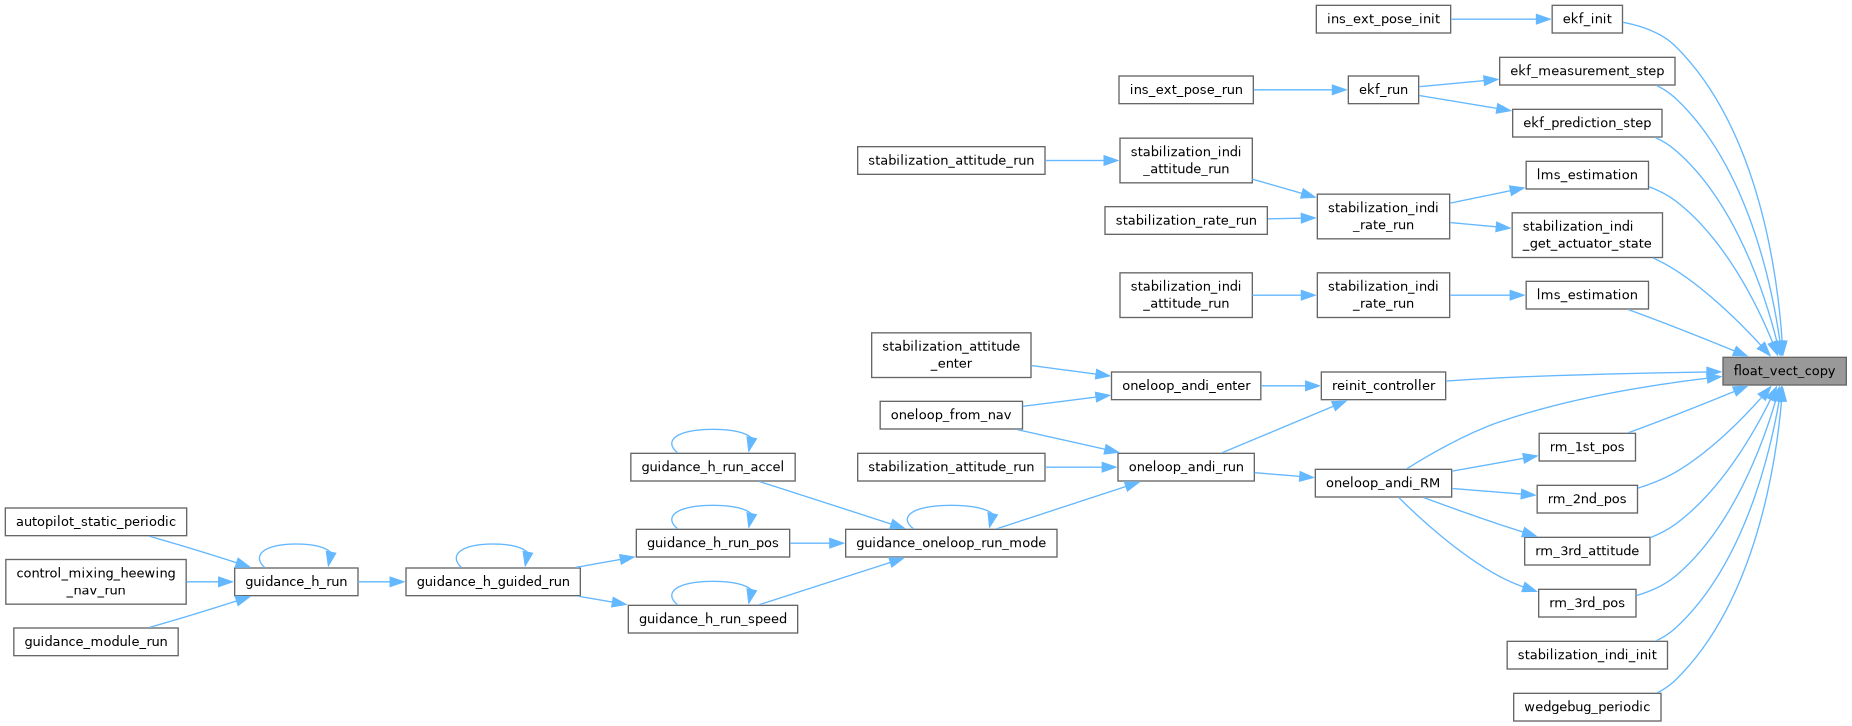 ins_ext_pose_init
ekf_init
ekf_measurement_step
ins_ext_pose_run
ekf_run
ekf_prediction_step
stabilization_attitude_run
stabilization_indi
_attitude_run
lms_estimation
stabilization_rate_run
stabilization_indi
_rate_run
stabilization_indi
_get_actuator_state
stabilization_indi
_attitude_run
stabilization_indi
_rate_run
lms_estimation
stabilization_attitude
_enter
float_vect_copy
oneloop_andi_enter
reinit_controller
oneloop_from_nav
rm_1st_pos
guidance_h_run_accel
stabilization_attitude_run
oneloop_andi_run
oneloop_andi_RM
rm_2nd_pos
autopilot_static_periodic
guidance_h_run_pos
guidance_oneloop_run_mode
rm_3rd_attitude
control_mixing_heewing
_nav_run
guidance_h_run
guidance_h_guided_run
rm_3rd_pos
guidance_h_run_speed
guidance_module_run
stabilization_indi_init
wedgebug_periodic